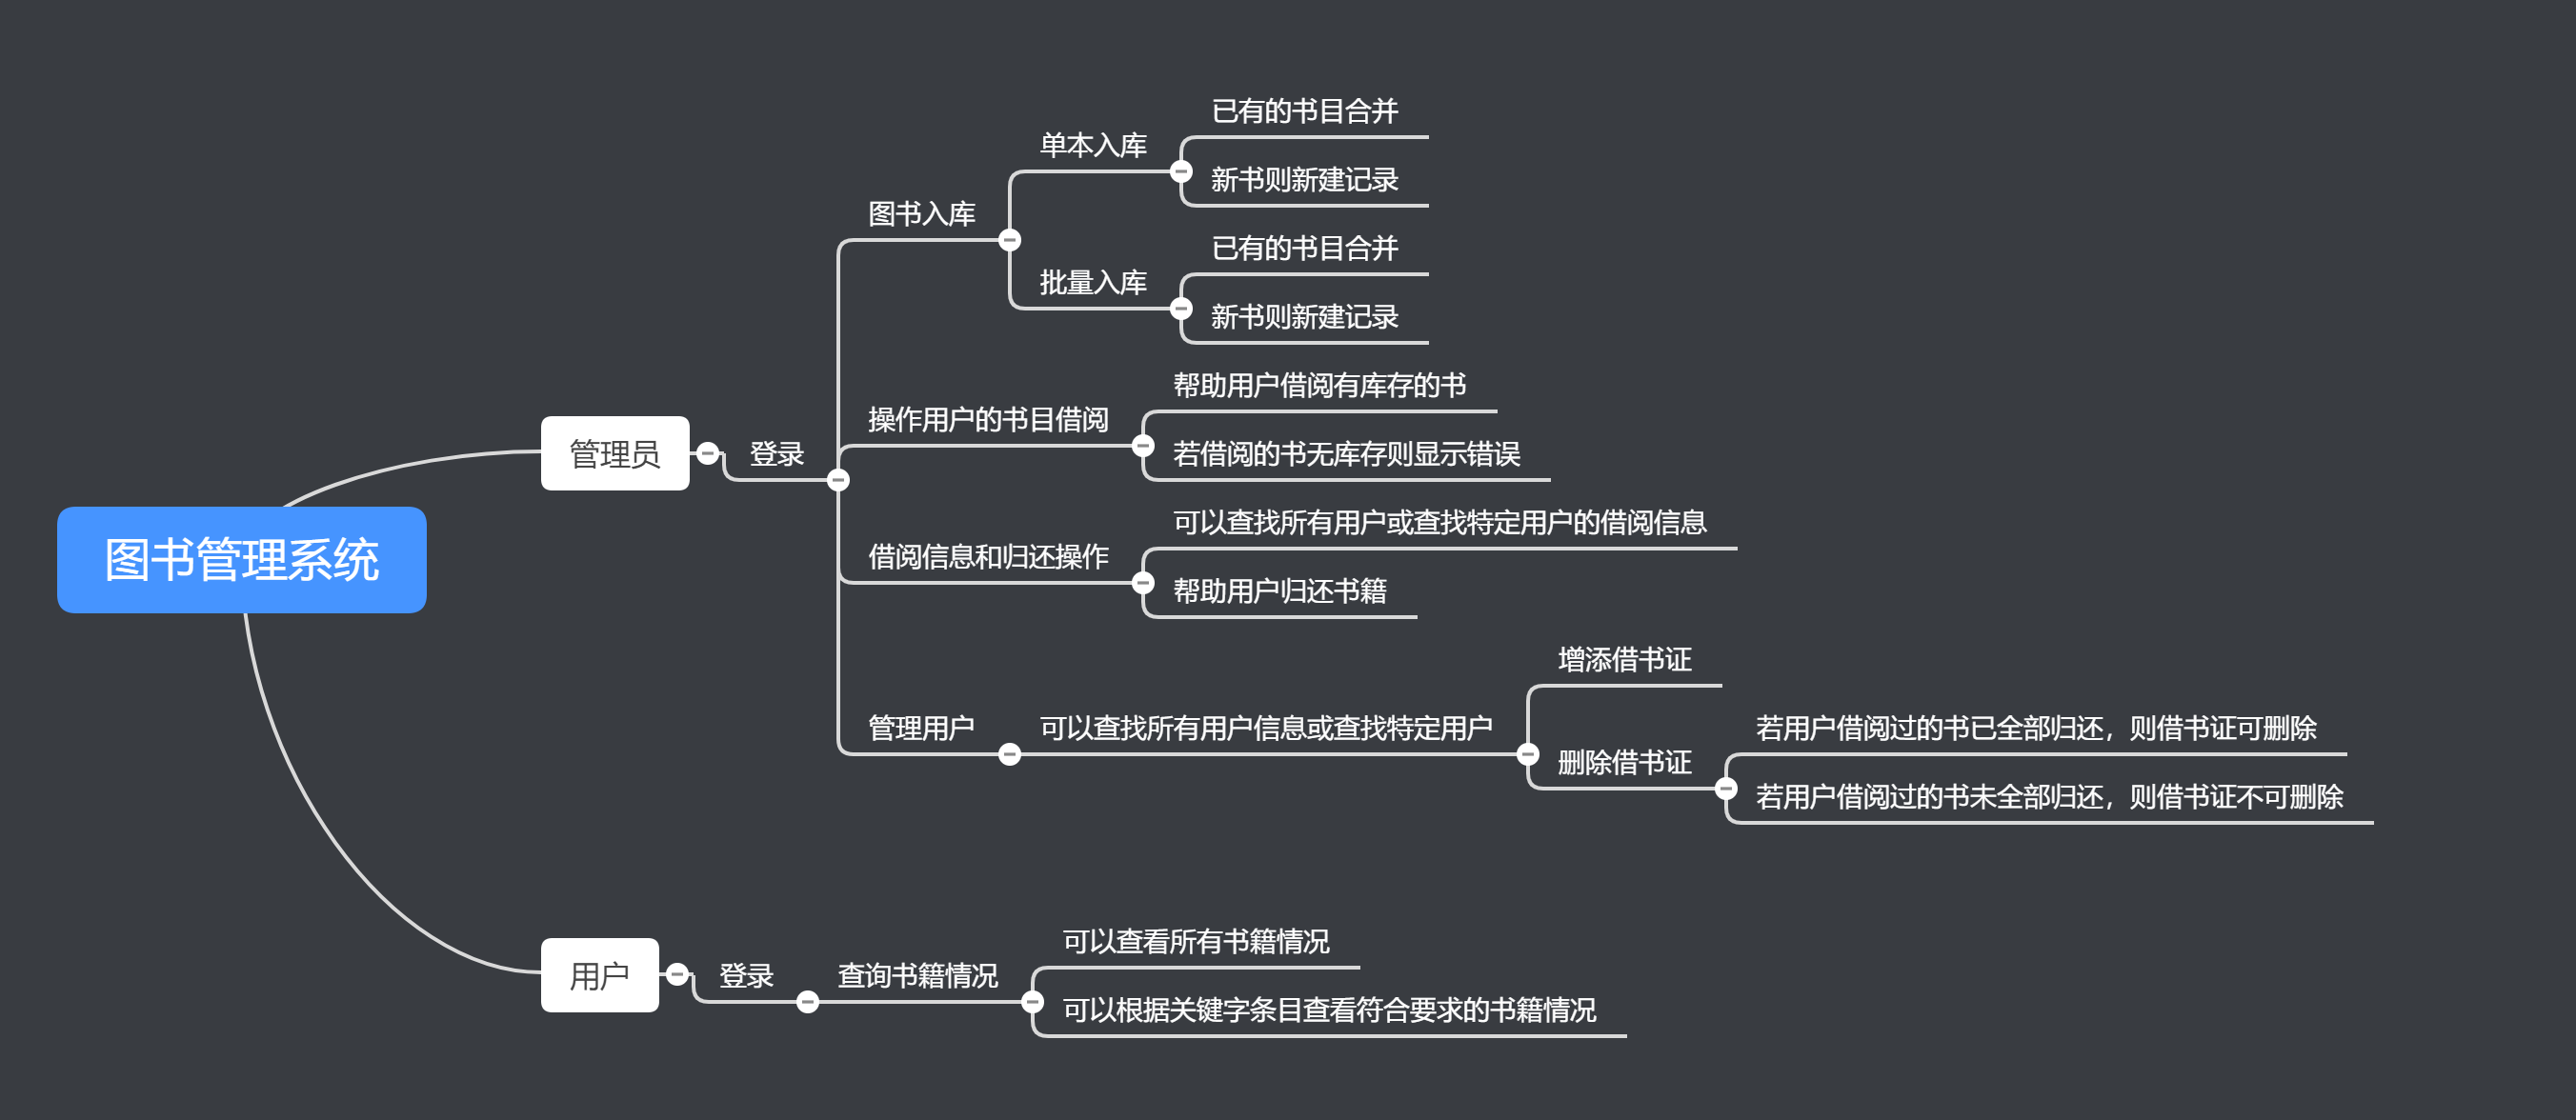 图书管理系统
管理员
登录
图书入库
单本入库
已有的书目合并
新书则新建记录
批量入库
已有的书目合并
新书则新建记录
操作用户的书目借阅
帮助用户借阅有库存的书
若借阅的书无库存则显示错误
借阅信息和归还操作
可以查找所有用户或查找特定用户的借阅信息
帮助用户归还书籍
管理用户
可以查找所有用户信息或查找特定用户
增添借书证
删除借书证
若用户借阅过的书已全部归还，则借书证可删除
若用户借阅过的书未全部归还，则借书证不可删除
用户
登录
查询书籍情况
可以查看所有书籍情况
可以根据关键字条目查看符合要求的书籍情况